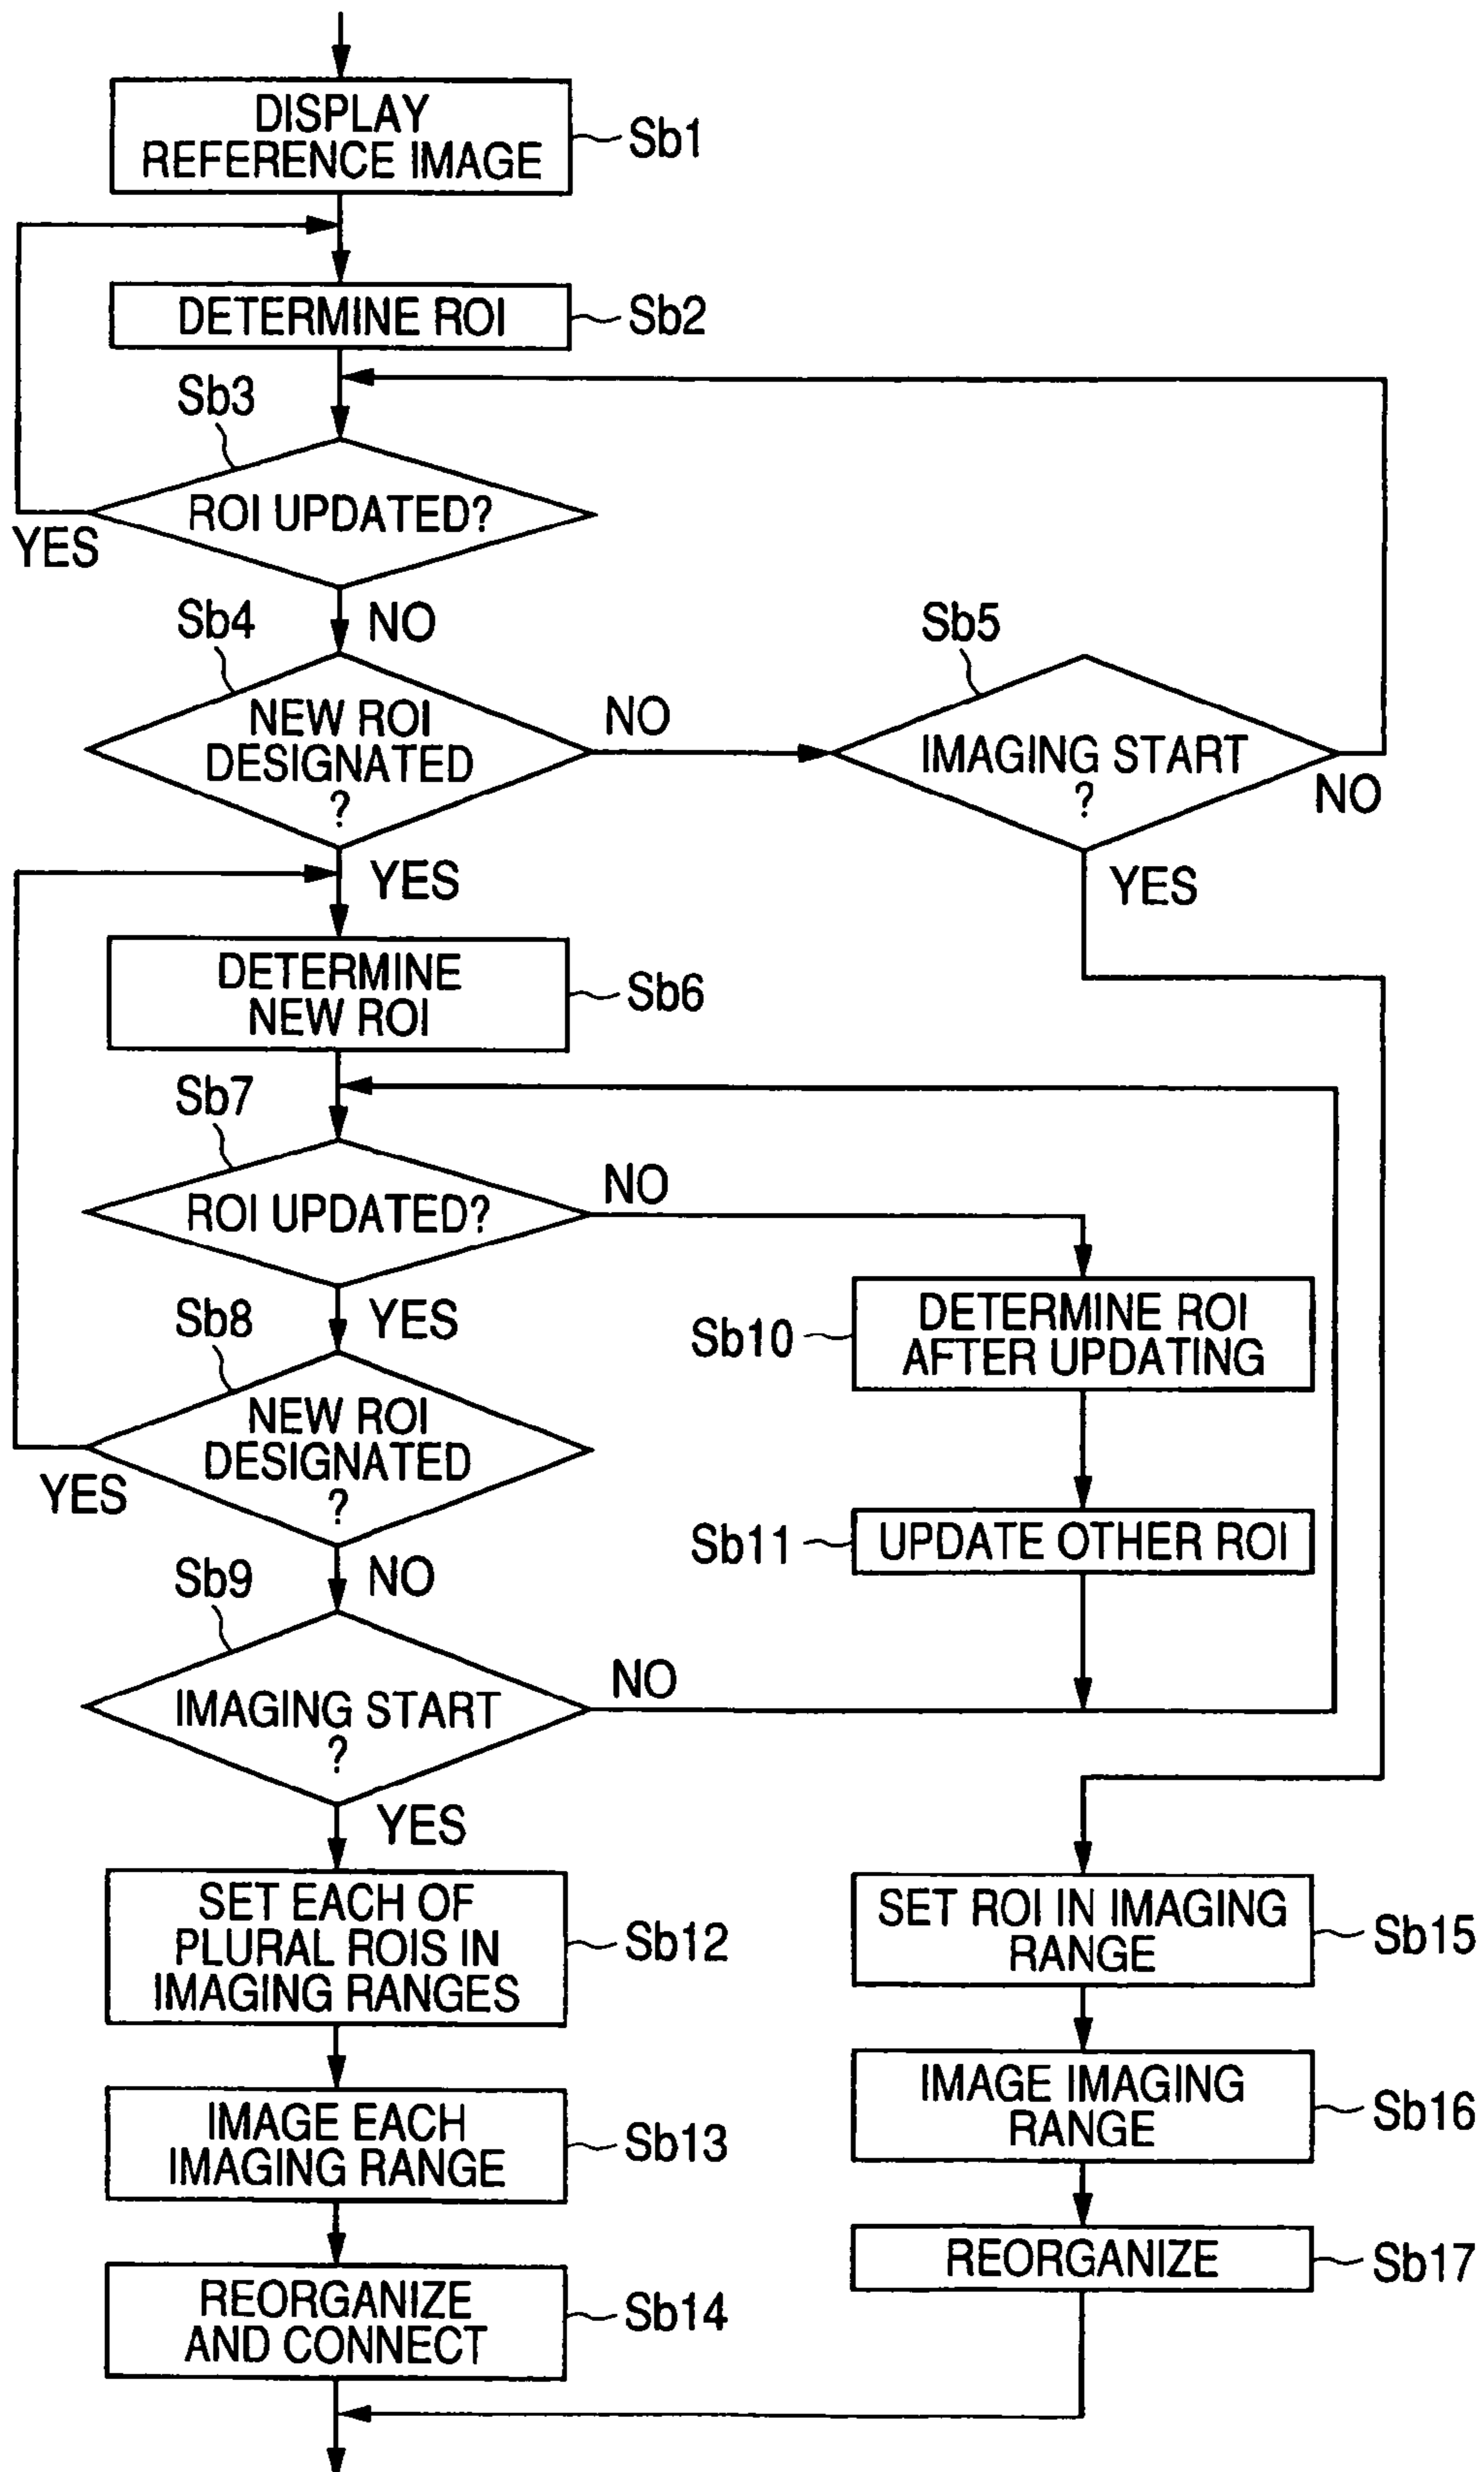 DISPLAY
REFERENCE IMAGE
Sb1
DETERMINE ROI
Sb2
Sb3
ROI UPDATED?
YES
NO
Sb4
NEW ROI
DESIGNATED
?
NO
Sb5
IMAGING START
?
NO
YES
YES
DETERMINE
NEW ROI
Sb6
Sb7
ROI UPDATED?
NO
YES
Sb8
NEW ROI
DESIGNATED
?
YES
NO
Sb10
DETERMINE ROI
AFTER UPDATING
Sb11
UPDATE OTHER ROI
Sb9
IMAGING START
?
NO
YES
SET EACH OF
PLURAL ROIS IN
IMAGING RANGES
Sb12
SET ROI IN IMAGING
RANGE
Sb15
IMAGE EACH
IMAGING RANGE
Sb13
IMAGE IMAGING
RANGE
Sb16
REORGANIZE
AND CONNECT
Sb14
REORGANIZE
Sb17